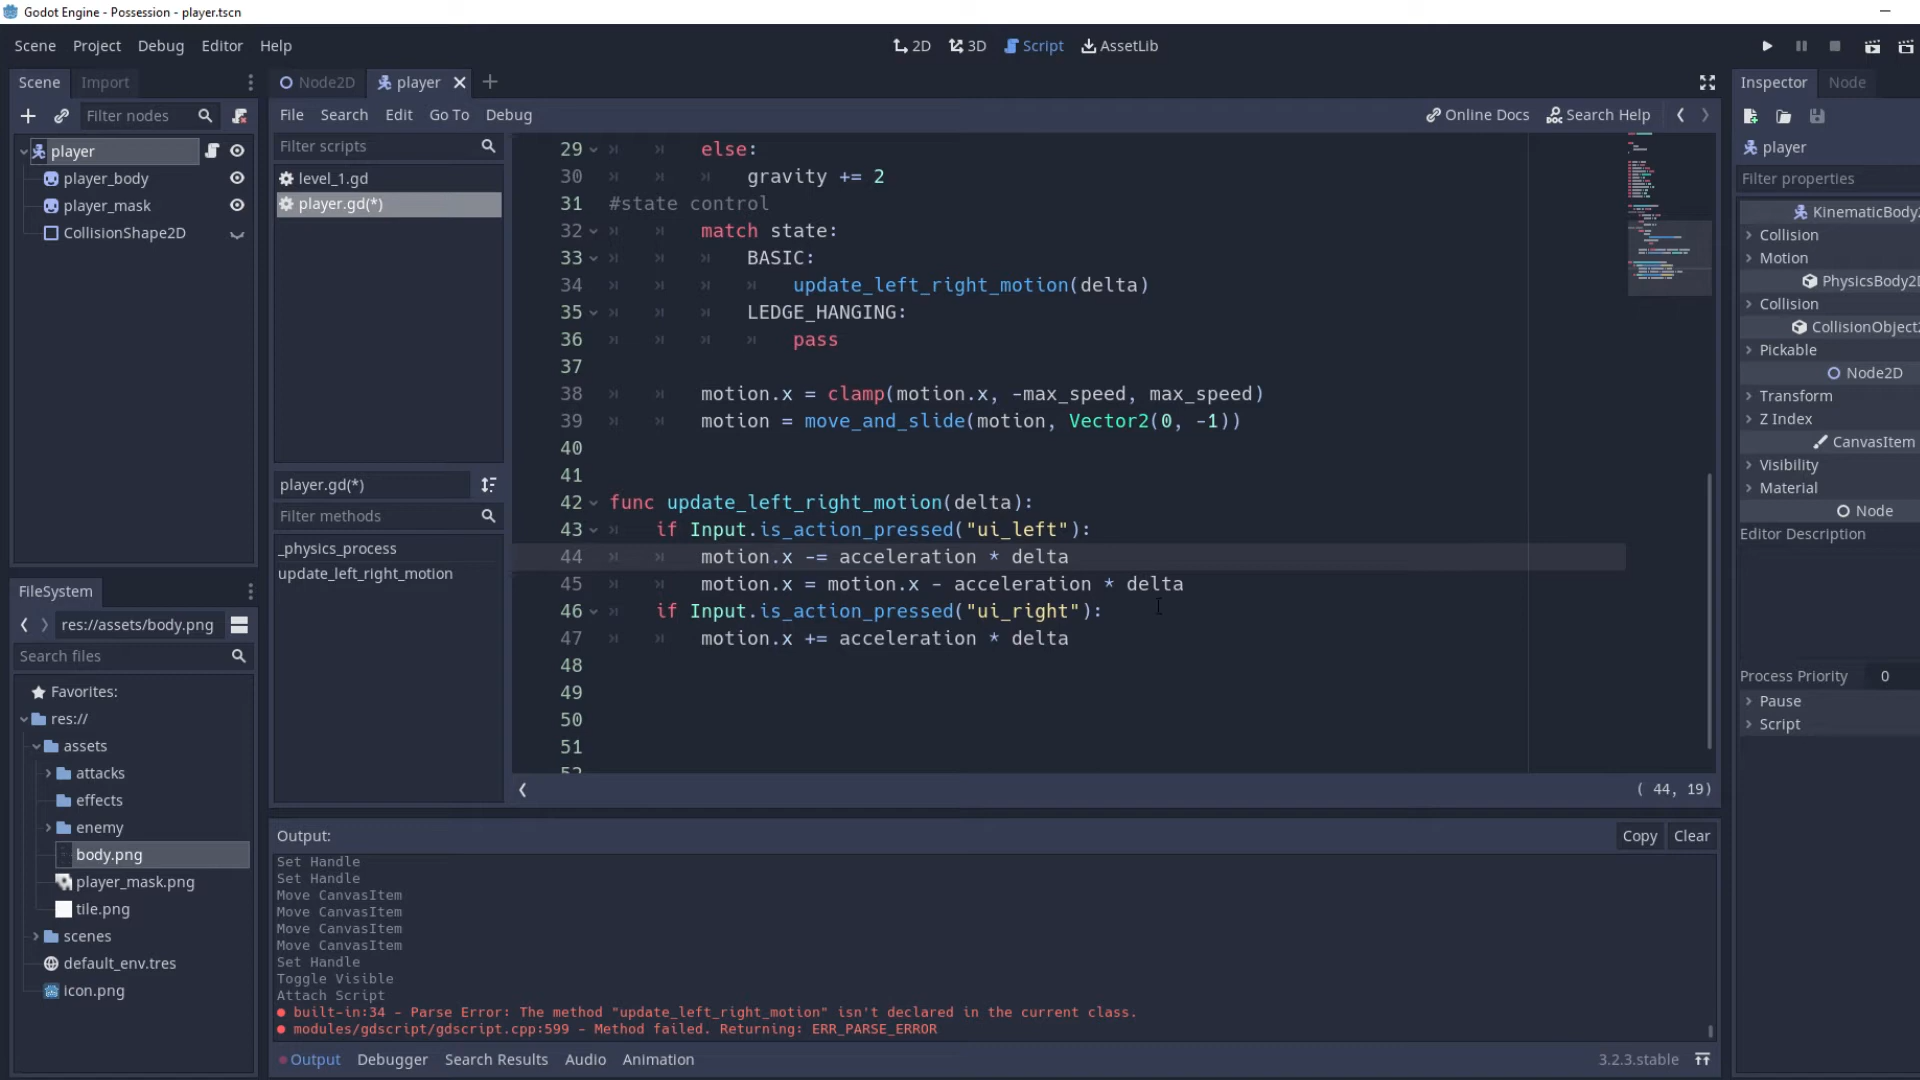 Godot Engine - Possession - player.tscn
Scene Project Debug Editor Help
2D 3D Script AssetLib
Scene Import
Node2D player
Inspector Node
Filter nodes
File Search Edit Go To Debug
Online Docs Search Help
player
player_body
player_mask
CollisionShape2D
Filter scripts
level_1.gd
player.gd(*)
player.gd(*)
Filter methods
_physics_process
update_left_right_motion
29 else:
30 gravity += 2
31 #state control
32 match state:
33 BASIC:
34 update_left_right_motion(delta)
35 LEDGE_HANGING:
36 pass
37
38 motion.x = clamp(motion.x, -max_speed, max_speed)
39 motion = move_and_slide(motion, Vector2(0, -1))
40
41
42 func update_left_right_motion(delta):
43 if Input.is_action_pressed("ui_left"):
44 motion.x -= acceleration * delta
45 motion.x = motion.x - acceleration * delta
46 if Input.is_action_pressed("ui_right"):
47 motion.x += acceleration * delta
48
49
50
51
52
( 44, 19)
player
Filter properties
KinematicBody2
Collision
Motion
PhysicsBody2D
Collision
CollisionObject2
Pickable
Node2D
Transform
Z Index
CanvasItem
Visibility
Material
Node
Editor Description
Process Priority 0
Pause
Script
FileSystem
res://assets/body.png
Search files
Favorites:
res://
assets
attacks
effects
enemy
body.png
player_mask.png
tile.png
scenes
default_env.tres
icon.png
Output:
Copy Clear
Set Handle
Set Handle
Move CanvasItem
Move CanvasItem
Move CanvasItem
Move CanvasItem
Set Handle
Toggle Visible
Attach Script
built-in:34 - Parse Error: The method "update_left_right_motion" isn't declared in the current class.
modules/gdscript/gdscript.cpp:599 - Method failed. Returning: ERR_PARSE_ERROR
Output Debugger Search Results Audio Animation
3.2.3.stable